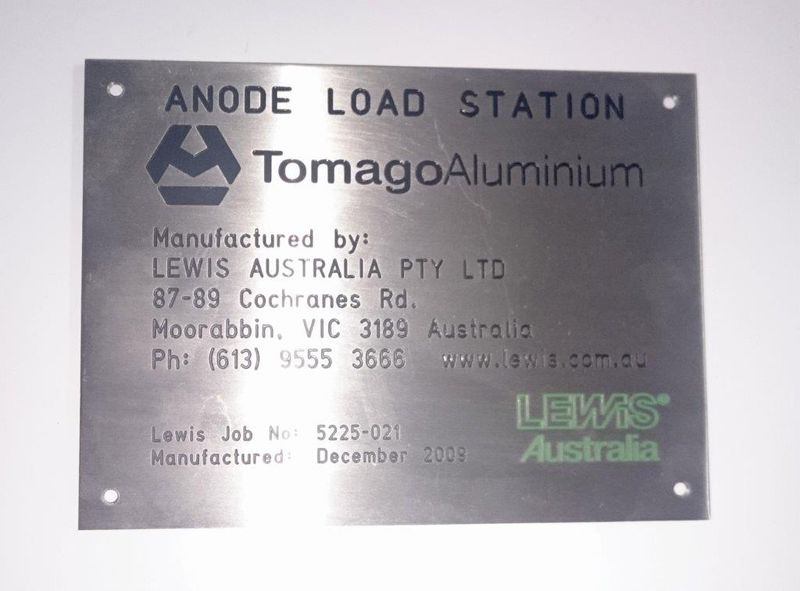 ANODE LOAD STATION
TomagoAluminium
Manufactured by:
LEWIS AUSTRALIA PTY LTD
87-89 Cochranes Rd.
Moorabbin, VIC 3189 Australia
Ph: (613) 9555 3666 www.lewis.com.au
Lewis Job No: 5225-021
Manufactured: December 2009
LEWIS®
Australia